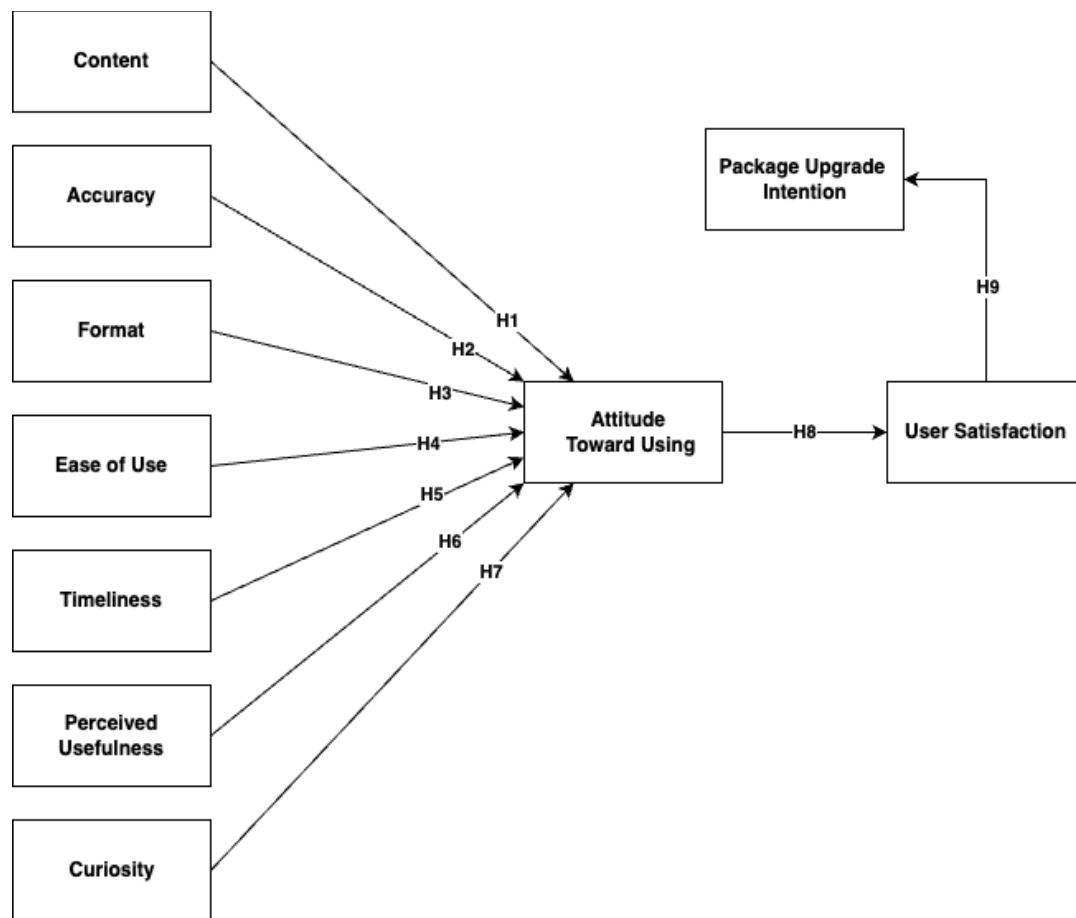 Content
Accuracy
Format
Ease of Use
Timeliness
Perceived
Usefulness
Curiosity
H1
H2
H3
H4
H5
H6
H7
Attitude
Toward Using
H8
User Satisfaction
H9
Package Upgrade
Intention